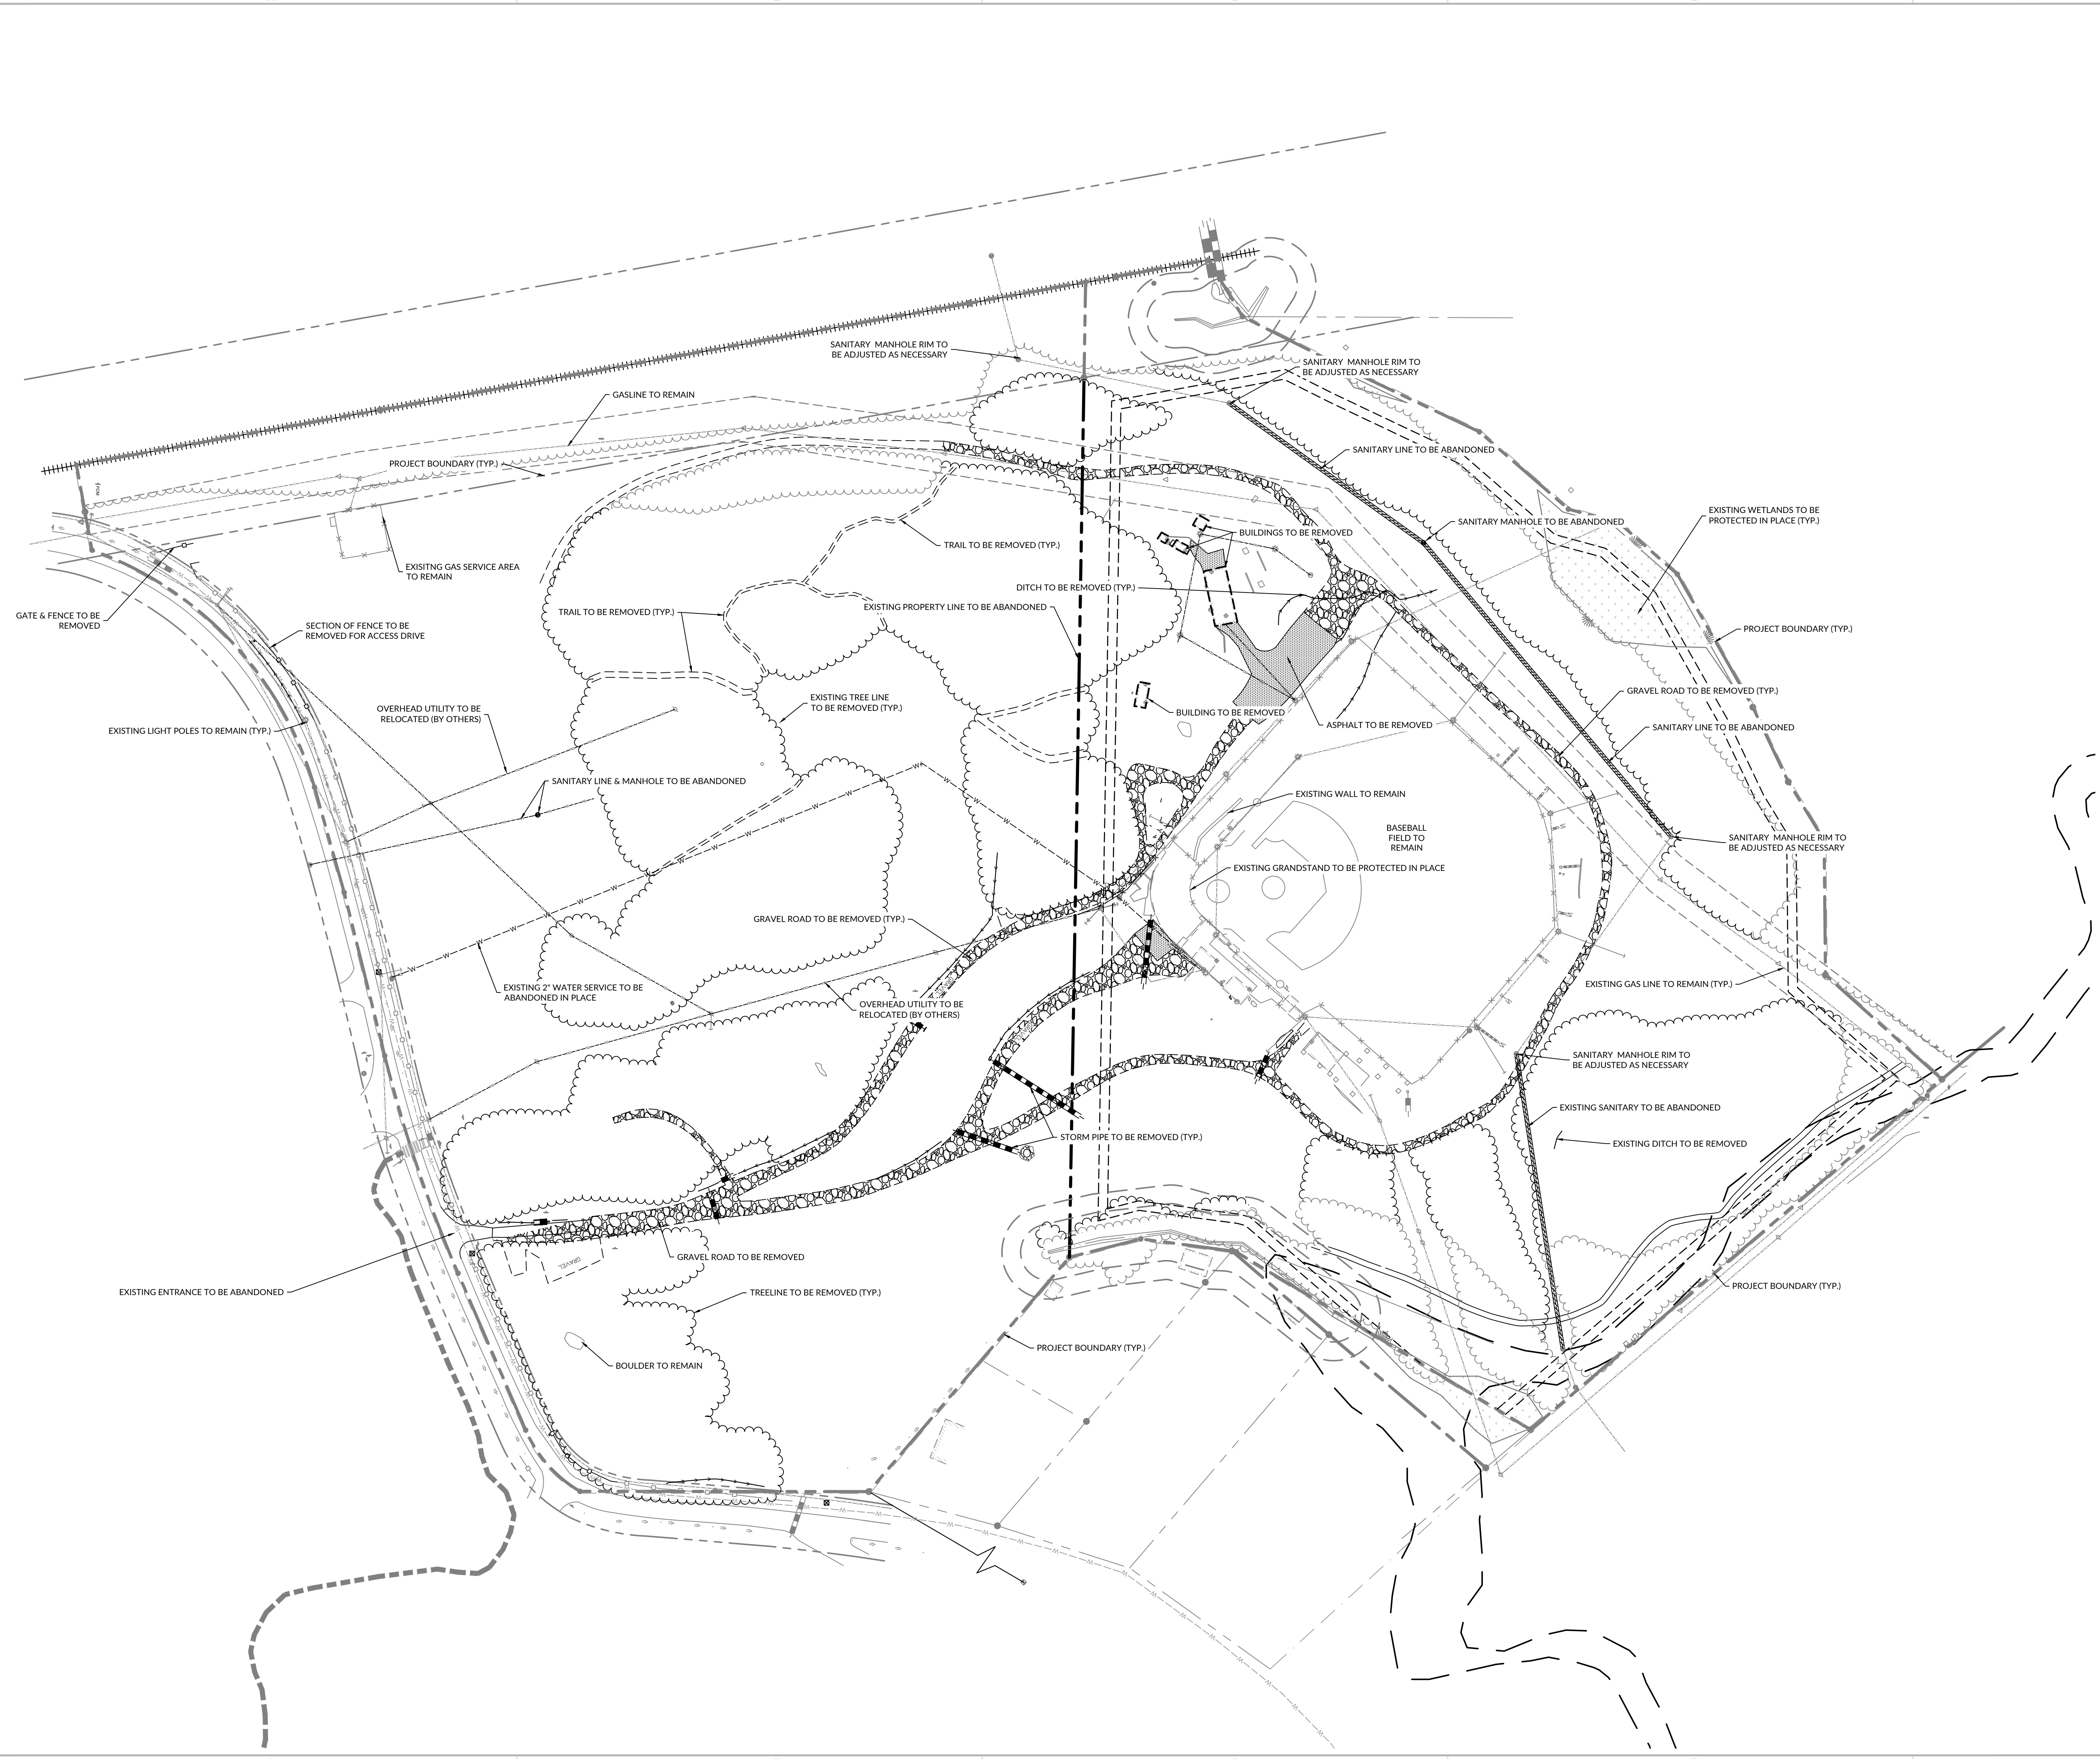 SANITARY  MANHOLE RIM TO
BE ADJUSTED AS NECESSARY
SANITARY  MANHOLE RIM TO
BE ADJUSTED AS NECESSARY
GASLINE TO REMAIN
SANITARY LINE TO BE ABANDONED
PROJECT BOUNDARY (TYP.)
EXISTING WETLANDS TO BE
PROTECTED IN PLACE (TYP.)
SANITARY MANHOLE TO BE ABANDONED
BUILDINGS TO BE REMOVED
TRAIL TO BE REMOVED (TYP.)
EXISITNG GAS SERVICE AREA
TO REMAIN
DITCH TO BE REMOVED (TYP.)
EXISTING PROPERTY LINE TO BE ABANDONED
TRAIL TO BE REMOVED (TYP.)
GATE & FENCE TO BE
REMOVED
SECTION OF FENCE TO BE
REMOVED FOR ACCESS DRIVE
PROJECT BOUNDARY (TYP.)
GRAVEL ROAD TO BE REMOVED (TYP.)
EXISTING TREE LINE
TO BE REMOVED (TYP.)
OVERHEAD UTILITY TO BE
RELOCATED (BY OTHERS)
BUILDING TO BE REMOVED
ASPHALT TO BE REMOVED
SANITARY LINE TO BE ABANDONED
EXISTING LIGHT POLES TO REMAIN (TYP.)
SANITARY LINE & MANHOLE TO BE ABANDONED
EXISTING WALL TO REMAIN
BASEBALL
FIELD TO
REMAIN
SANITARY  MANHOLE RIM TO
BE ADJUSTED AS NECESSARY
EXISTING GRANDSTAND TO BE PROTECTED IN PLACE
GRAVEL ROAD TO BE REMOVED (TYP.)
EXISTING 2" WATER SERVICE TO BE
ABANDONED IN PLACE
EXISTING GAS LINE TO REMAIN (TYP.)
OVERHEAD UTILITY TO BE
RELOCATED (BY OTHERS)
SANITARY  MANHOLE RIM TO
BE ADJUSTED AS NECESSARY
EXISTING SANITARY TO BE ABANDONED
STORM PIPE TO BE REMOVED (TYP.)
EXISTING DITCH TO BE REMOVED
GRAVEL ROAD TO BE REMOVED
GRAVEL
EXISTING ENTRANCE TO BE ABANDONED
TREELINE TO BE REMOVED (TYP.)
PROJECT BOUNDARY (TYP.)
PROJECT BOUNDARY (TYP.)
BOULDER TO REMAIN